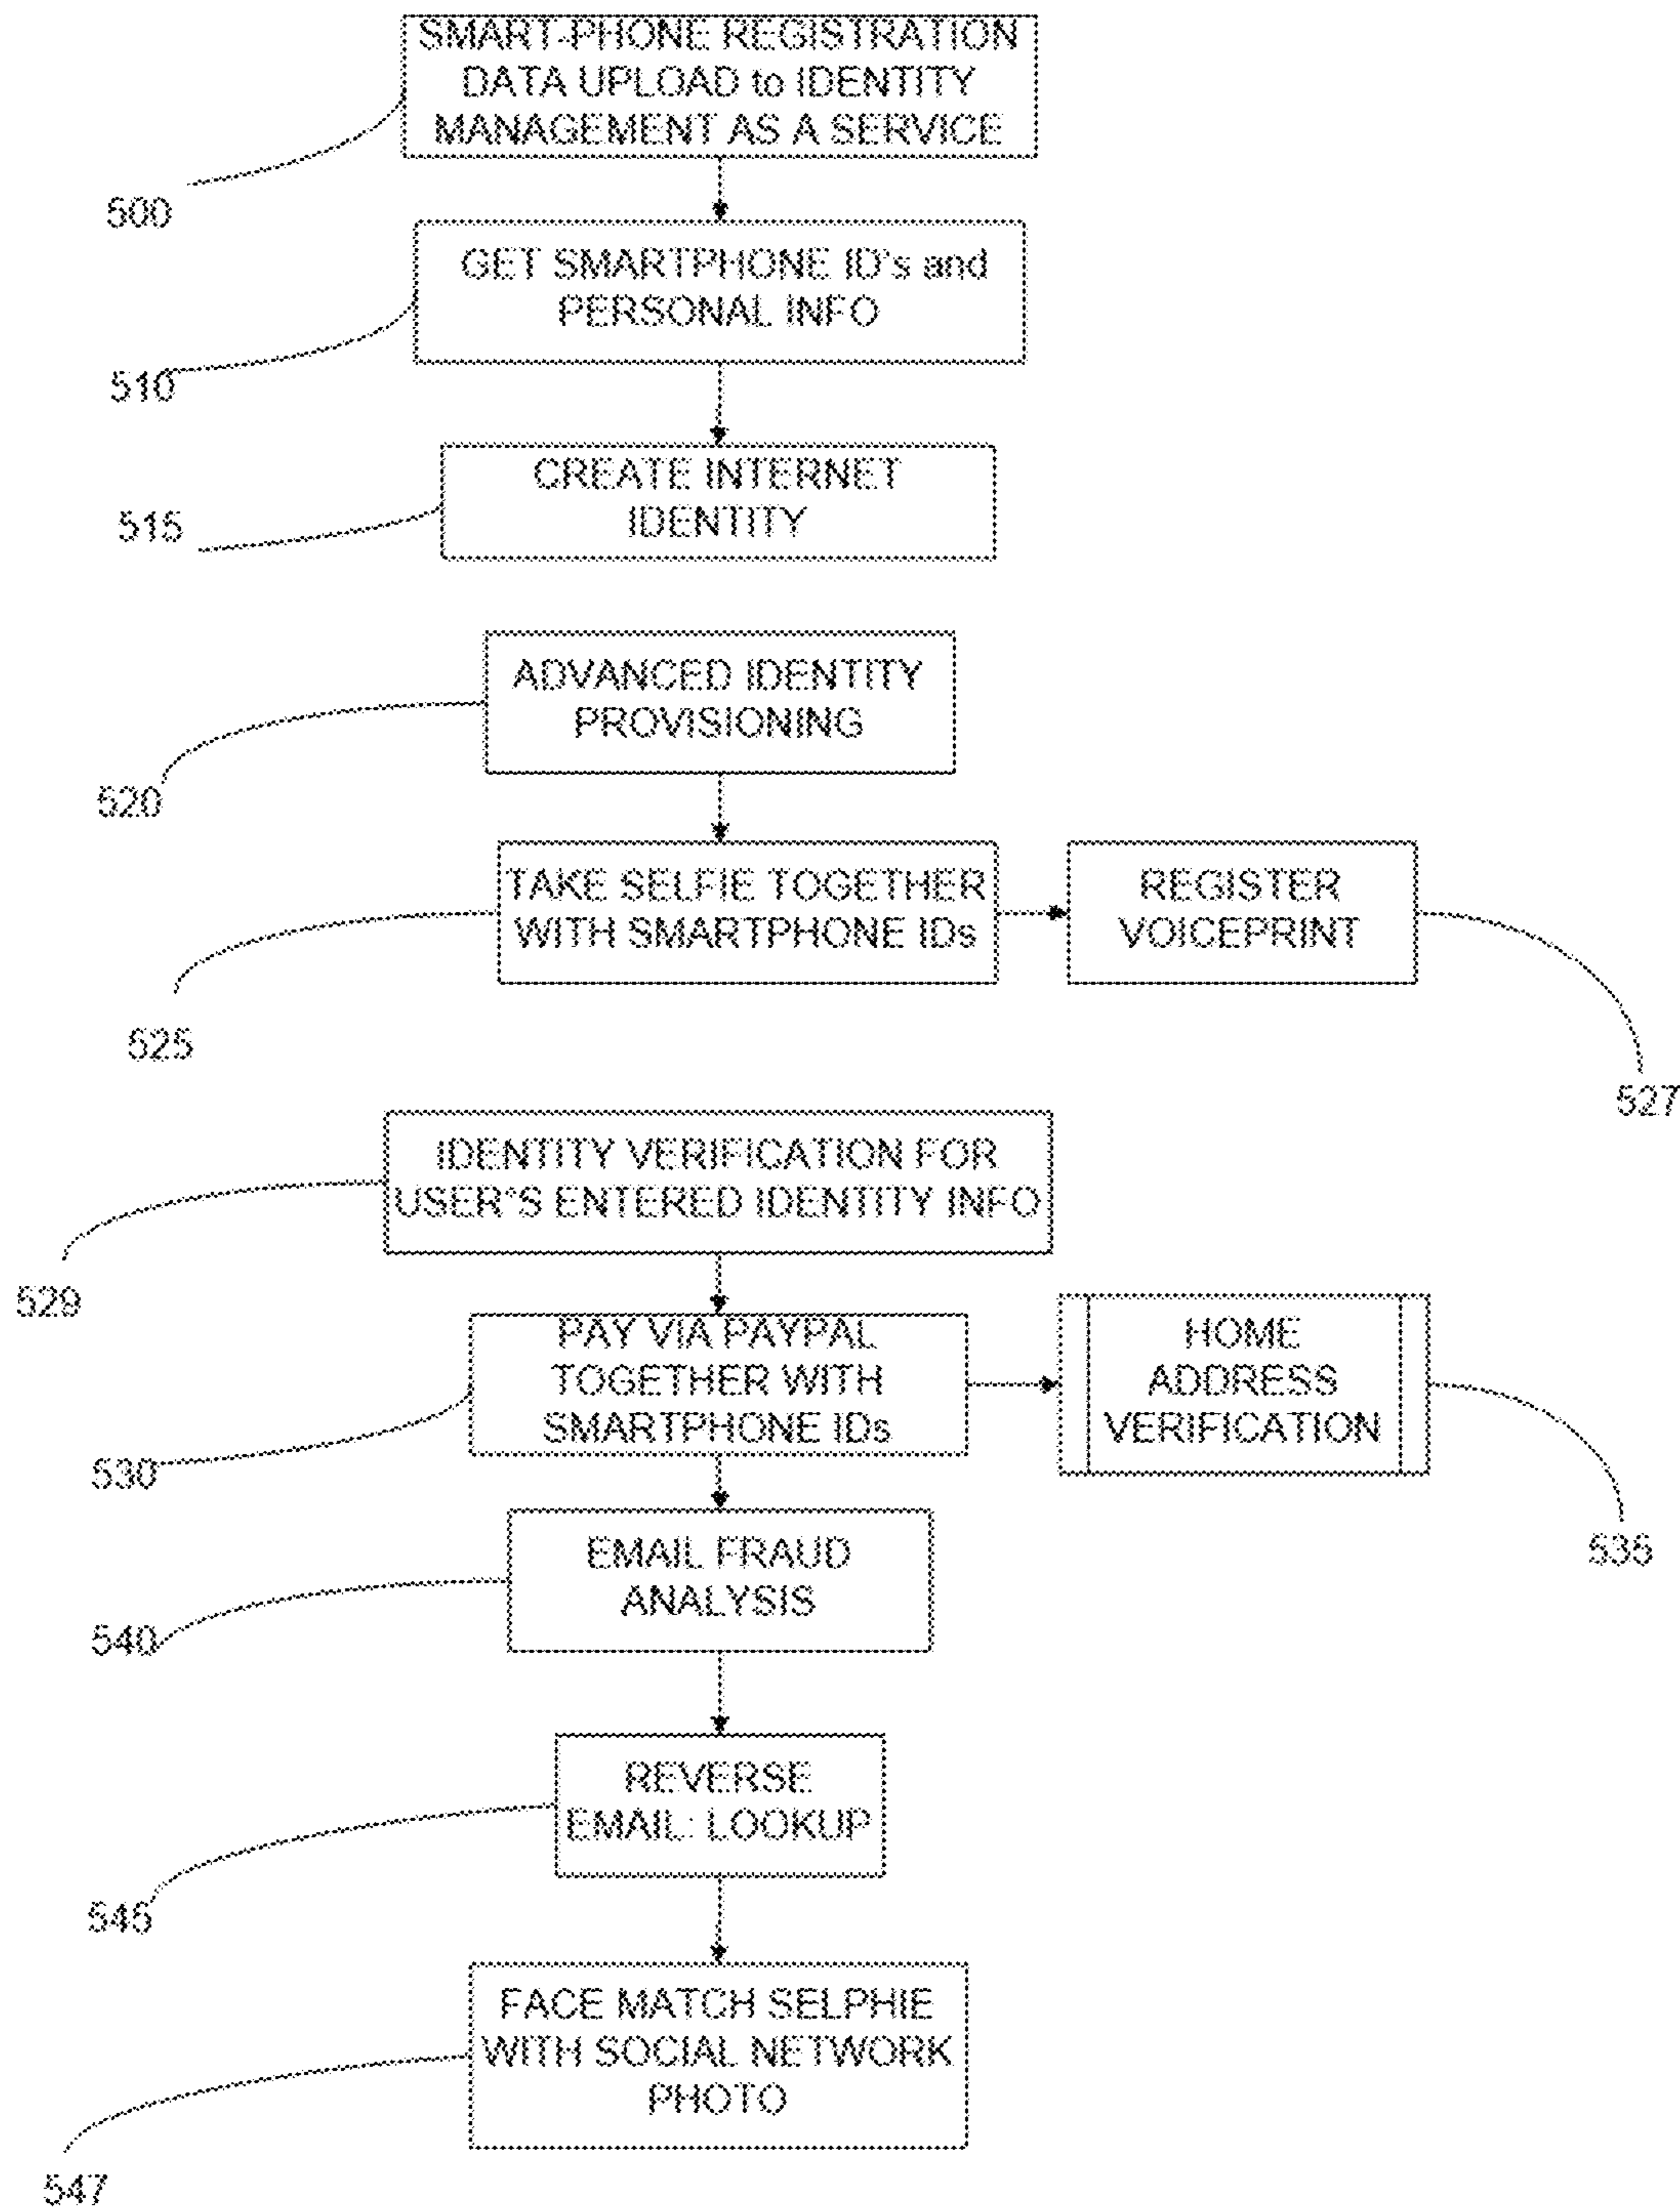 SMART-PHONE REGISTRATION
DATA UPLOAD to IDENTITY
MANAGEMENT AS A SERVICE
500
GET SMARTPHONE ID's and
PERSONAL INFO
510
CREATE INTERNET
IDENTITY
515
ADVANCED IDENTITY
PROVISIONING
520
TAKE SELFIE TOGETHER
WITH SMARTPHONE IDs
REGISTER
VOICEPRINT
525
527
IDENTITY VERIFICATION FOR
USER"S ENTERED IDENTITY INFO
529
PAY VIA PAYPAL
TOGETHER WITH
SMARTPHONE IDs
HOME
ADDRESS
VERIFICATION
530
535
EMAIL FRAUD
ANALYSIS
540
REVERSE
EMAIL: LOOKUP
545
FACE MATCH SELPHIE
WITH SOCIAL NETWORK
PHOTO
547